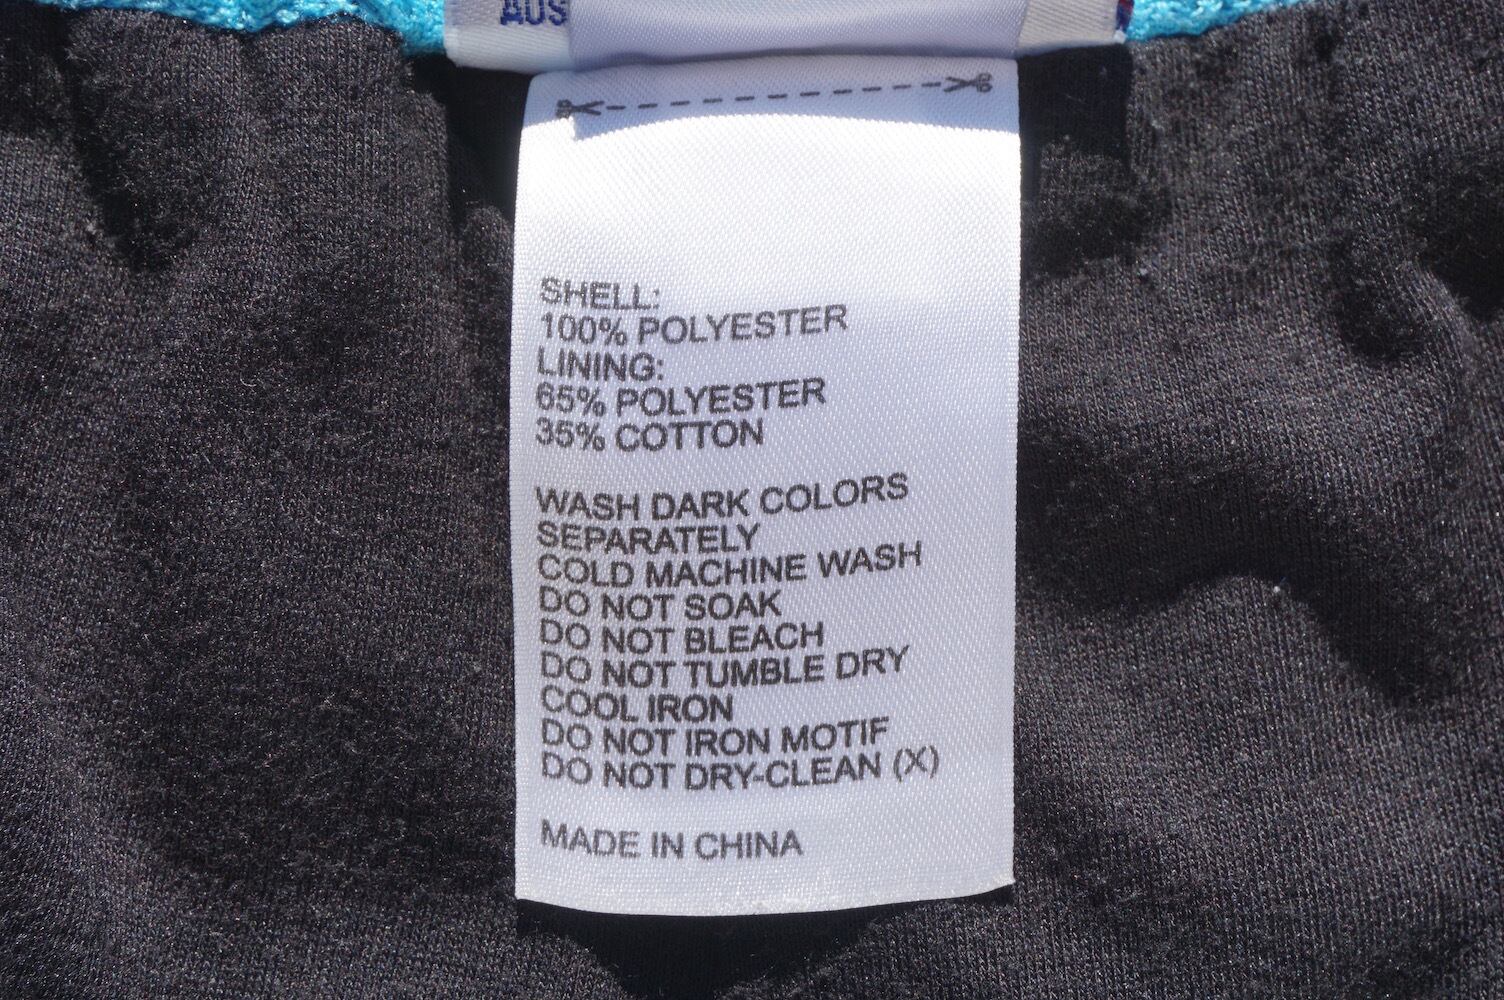 AUS
SHELL:
100% POLYESTER
LINING:
65% POLYESTER
35% COTTON
WASH DARK COLORS
SEPARATELY
COLD MACHINE WASH
DO NOT SOAK
DO NOT BLEACH
DO NOT TUMBLE DRY
COOL IRON
DO NOT IRON MOTIF
DO NOT DRY-CLEAN (X)
MADE IN CHINA